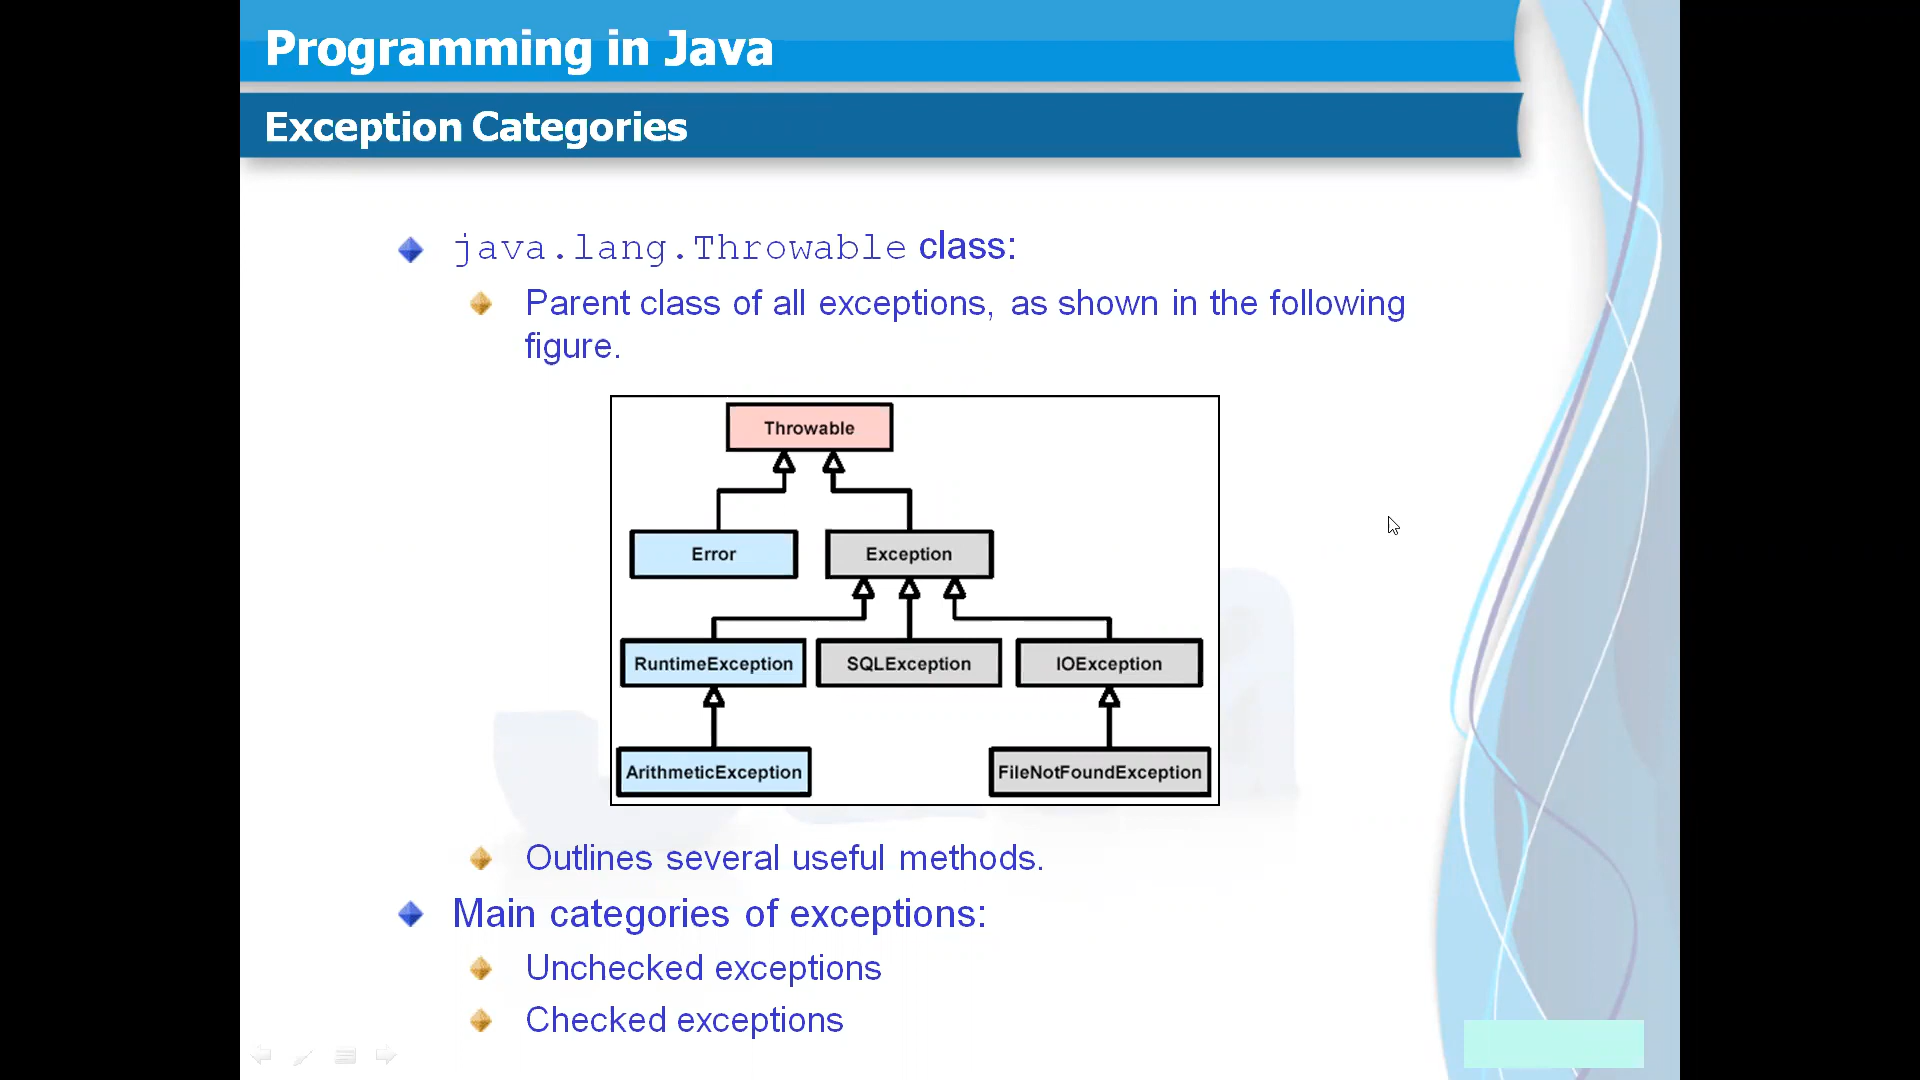 Programming in Java
Exception Categories
java.lang.Throwable class:
Parent class of all exceptions, as shown in the following
figure.
Throwable
Error Exception
RuntimeException SQLException IOException
ArithmeticException FileNotFoundException
Outlines several useful methods.
Main categories of exceptions:
Unchecked exceptions
Checked exceptions